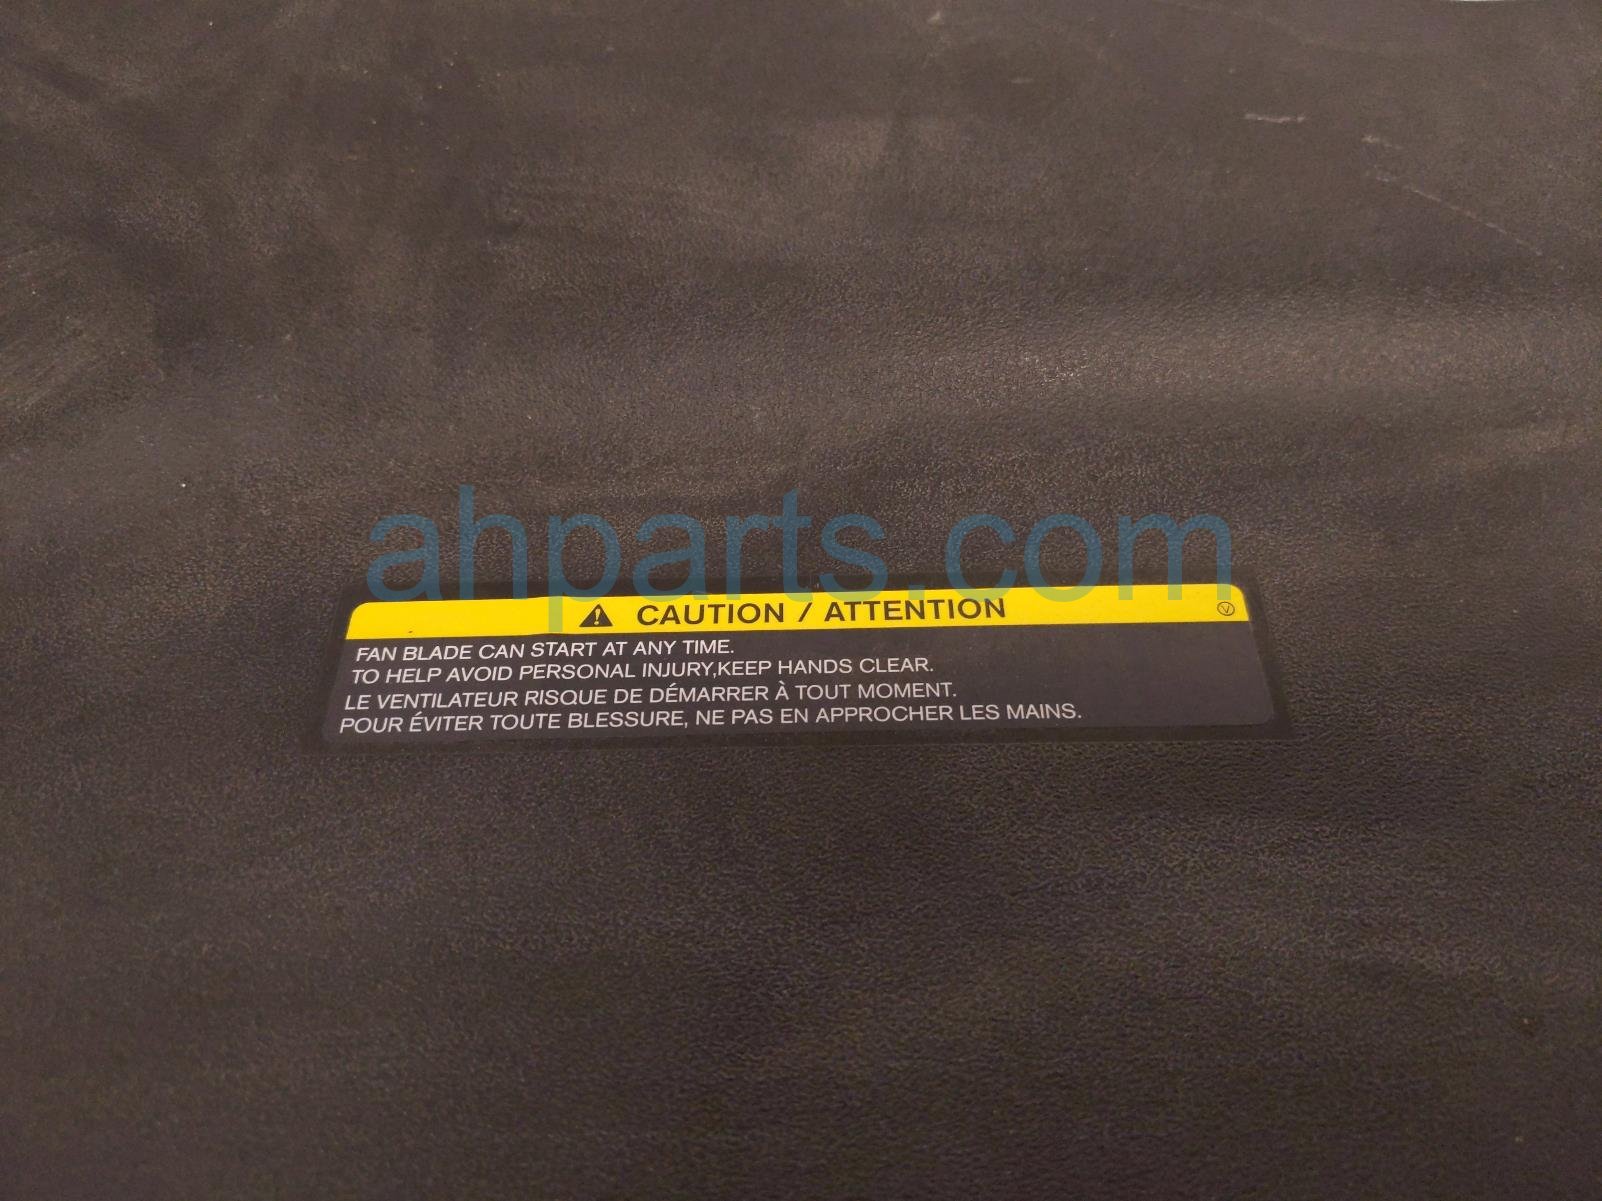 ahparts.com
⚠ CAUTION / ATTENTION Ⓥ
FAN BLADE CAN START AT ANY TIME.
TO HELP AVOID PERSONAL INJURY,KEEP HANDS CLEAR.
LE VENTILATEUR RISQUE DE DÉMARRER À TOUT MOMENT.
POUR ÉVITER TOUTE BLESSURE, NE PAS EN APPROCHER LES MAINS.